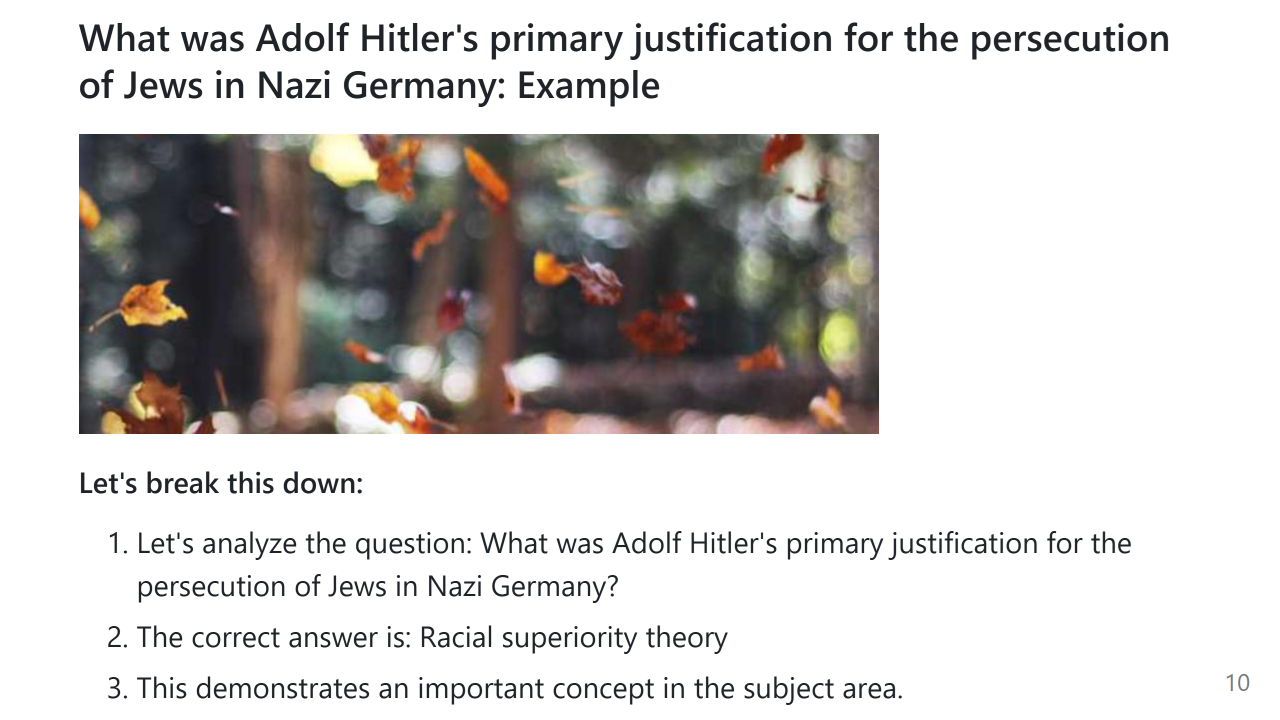 What was Adolf Hitler's primary justification for the persecution
of Jews in Nazi Germany: Example
Let's break this down:
1. Let's analyze the question: What was Adolf Hitler's primary justification for the
persecution of Jews in Nazi Germany?
2. The correct answer is: Racial superiority theory
3. This demonstrates an important concept in the subject area.
10